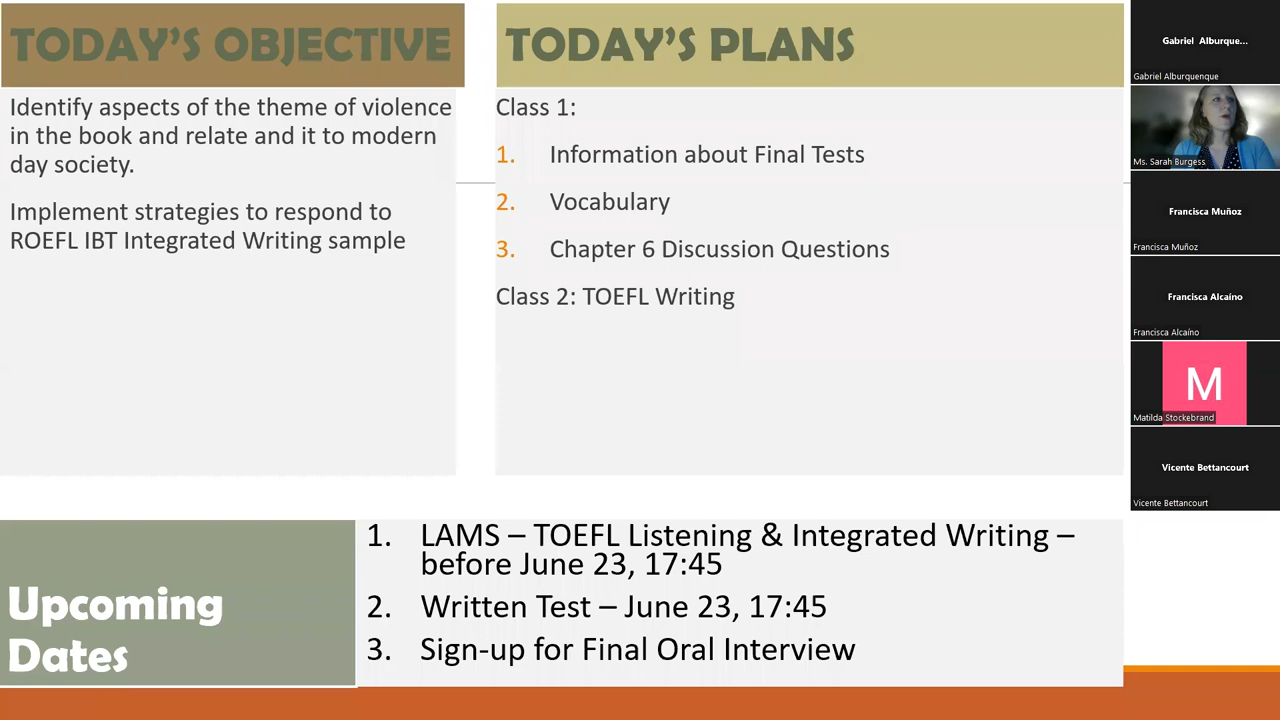 TODAY'S OBJECTIVE
Identify aspects of the theme of violence
in the book and relate and it to modern
day society.
Implement strategies to respond to
ROEFL IBT Integrated Writing sample
TODAY'S PLANS
Class 1:
1. Information about Final Tests
2. Vocabulary
3. Chapter 6 Discussion Questions
Class 2: TOEFL Writing
Upcoming
Dates
1. LAMS – TOEFL Listening & Integrated Writing –
before June 23, 17:45
2. Written Test – June 23, 17:45
3. Sign-up for Final Oral Interview
Gabriel Alburque...
Gabriel Alburquenque
Ms. Sarah Burgess
Francisca Muñoz
Francisca Muñoz
Francisca Alcaíno
Francisca Alcaíno
M
Matilda Stockebrand
Vicente Bettancourt
Vicente Bettancourt